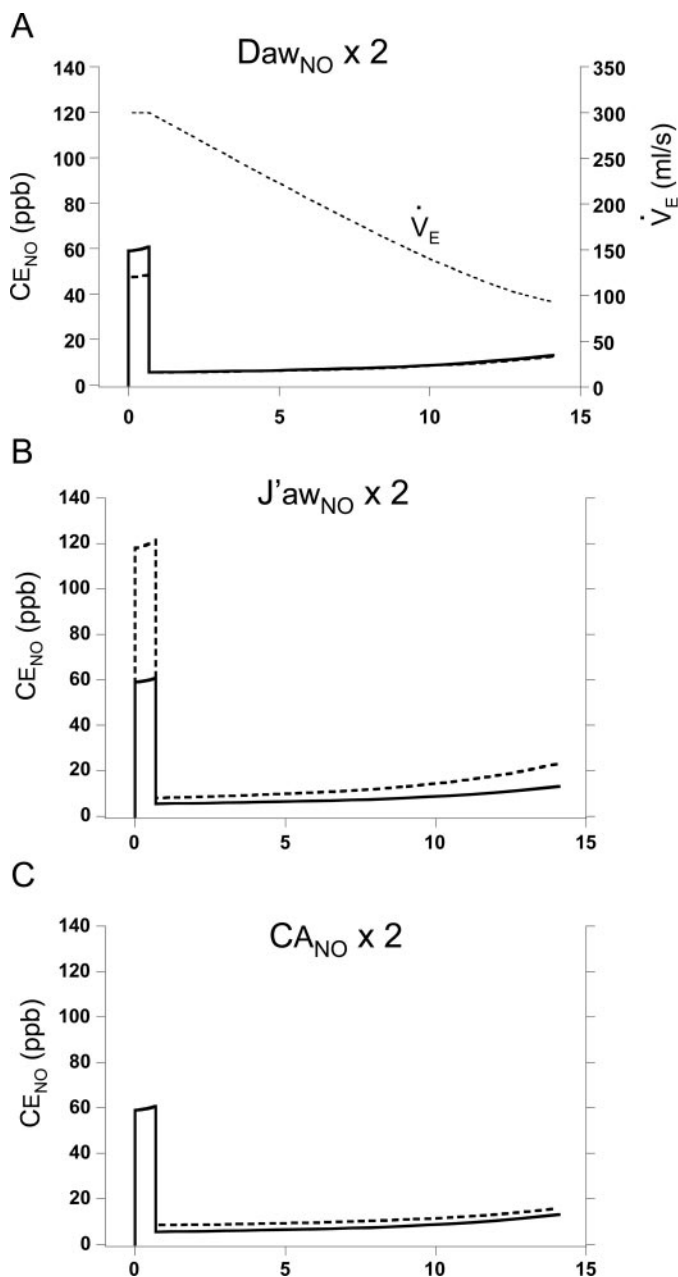 A
Daw_NO x 2
140
120
100
80
60
40
20
0
CE_NO (ppb)
350
300
250
200
150
100
50
0
V̇_E (ml/s)
V̇_E
0 5 10 15
B
J'aw_NO x 2
140
120
100
80
60
40
20
0
CE_NO (ppb)
0 5 10 15
C
CA_NO x 2
140
120
100
80
60
40
20
0
CE_NO (ppb)
0 5 10 15